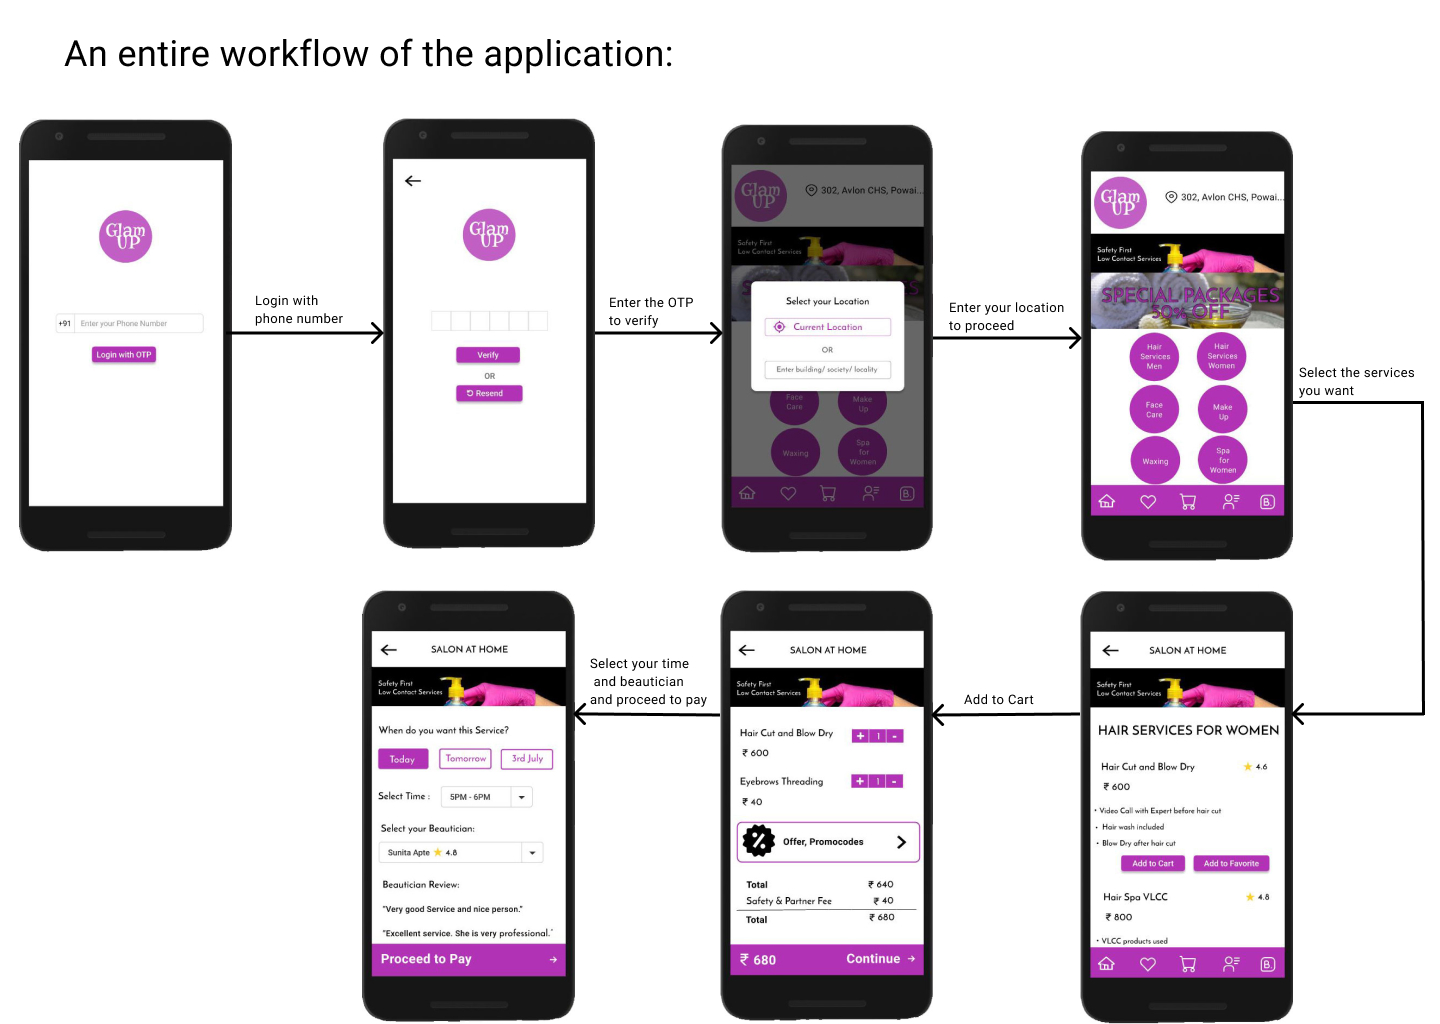 An entire workflow of the application:
Glam
UP
+91 Enter your Phone Number
Login with OTP
Login with
phone number
Glam
UP
Verify
OR
Resend
Enter the OTP
to verify
Glam
UP
302, Avlon CHS, Powai...
Safety First
Low Contact Services
Select your Location
Current Location
OR
Enter building/ society/ locality
Face
Care
Make
Up
Waxing
Spa
for
Women
B.
Enter your location
to proceed
Glam
UP
302, Avlon CHS, Powai...
Safety First
Low Contact Services
SPECIAL PACKAGES
50% OFF
Hair
Services
Men
Hair
Services
Women
Face
Care
Make
Up
Waxing
Spa
for
Women
B.
Select the services
you want
SALON AT HOME
Safety First
Low Contact Services
HAIR SERVICES FOR WOMEN
Hair Cut and Blow Dry 4.6
₹ 600
• Video Call with Expert before hair cut
• Hair wash included
• Blow Dry after hair cut
Add to Cart Add to Favorite
Hair Spa VLCC 4.8
₹ 800
• VLCC products used
B.
Add to Cart
SALON AT HOME
Safety First
Low Contact Services
Hair Cut and Blow Dry + 1 -
₹ 600
Eyebrows Threading + 1 -
₹ 40
% Offer, Promocodes
Total ₹ 640
Safety & Partner Fee ₹ 40
Total ₹ 680
₹ 680 Continue →
Select your time
and beautician
and proceed to pay
SALON AT HOME
Safety First
Low Contact Services
When do you want this Service?
Today Tomorrow 3rd July
Select Time : 5PM - 6PM
Select your Beautician:
Sunita Apte 4.8
Beautician Review:
"Very good Service and nice person."
"Excellent service. She is very professional."
Proceed to Pay →